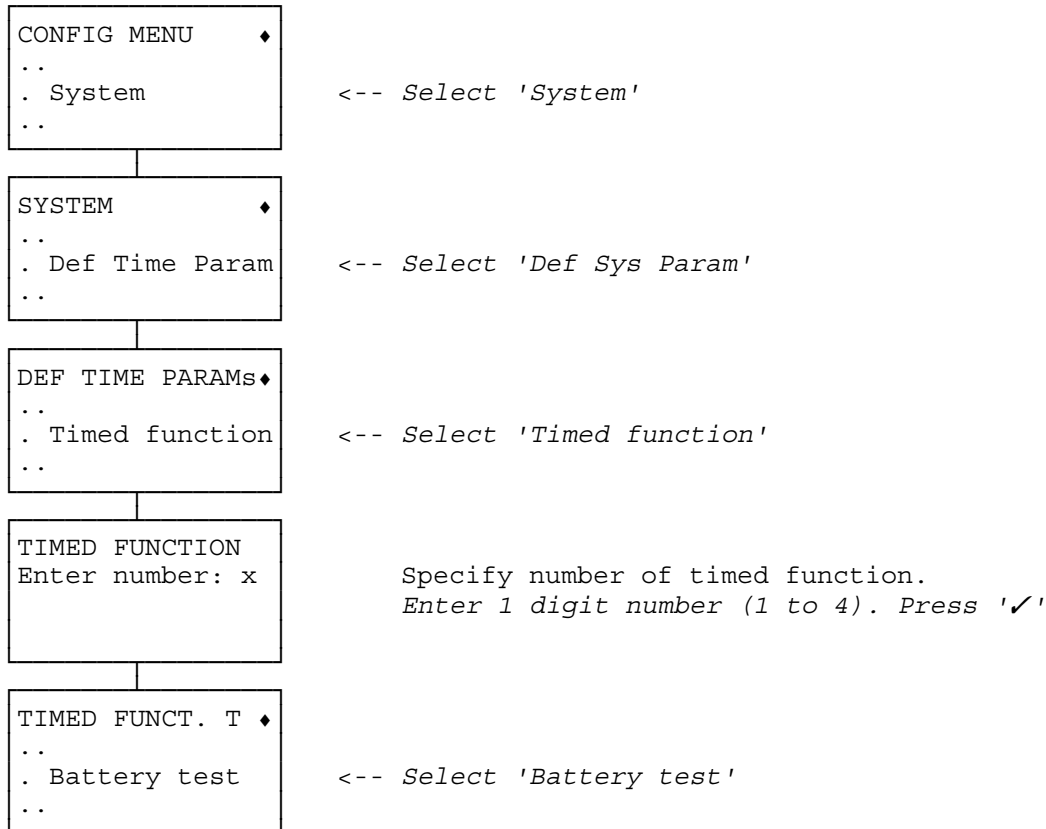 CONFIG MENU ♦
..
. System <-- Select 'System'
..
SYSTEM ♦
..
. Def Time Param <-- Select 'Def Sys Param'
..
DEF TIME PARAMs♦
..
. Timed function <-- Select 'Timed function'
..
TIMED FUNCTION
Enter number: x Specify number of timed function.
Enter 1 digit number (1 to 4). Press '✓'
TIMED FUNCT. T ♦
..
. Battery test <-- Select 'Battery test'
..